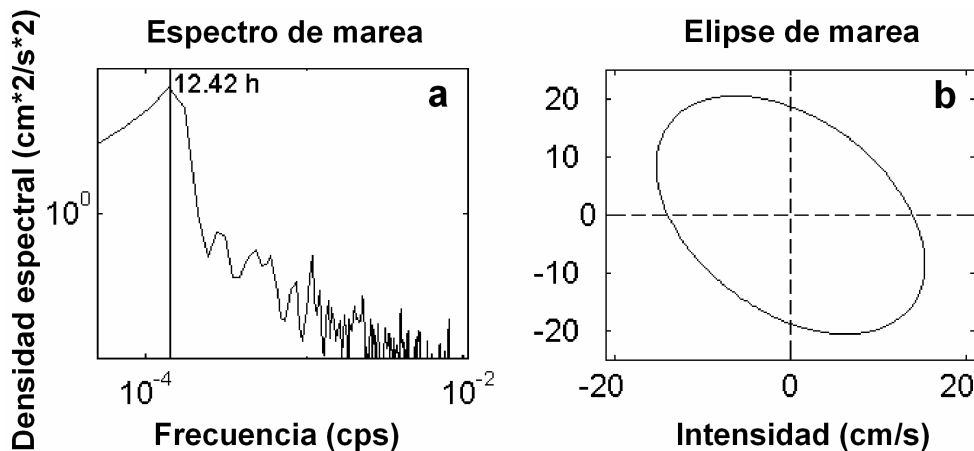 Espectro de marea
Densidad espectral (cm*2/s*2)
12.42 h
a
10^0
10^-4
10^-2
Frecuencia (cps)
Elipse de marea
b
20
10
0
-10
-20
-20
0
20
Intensidad (cm/s)